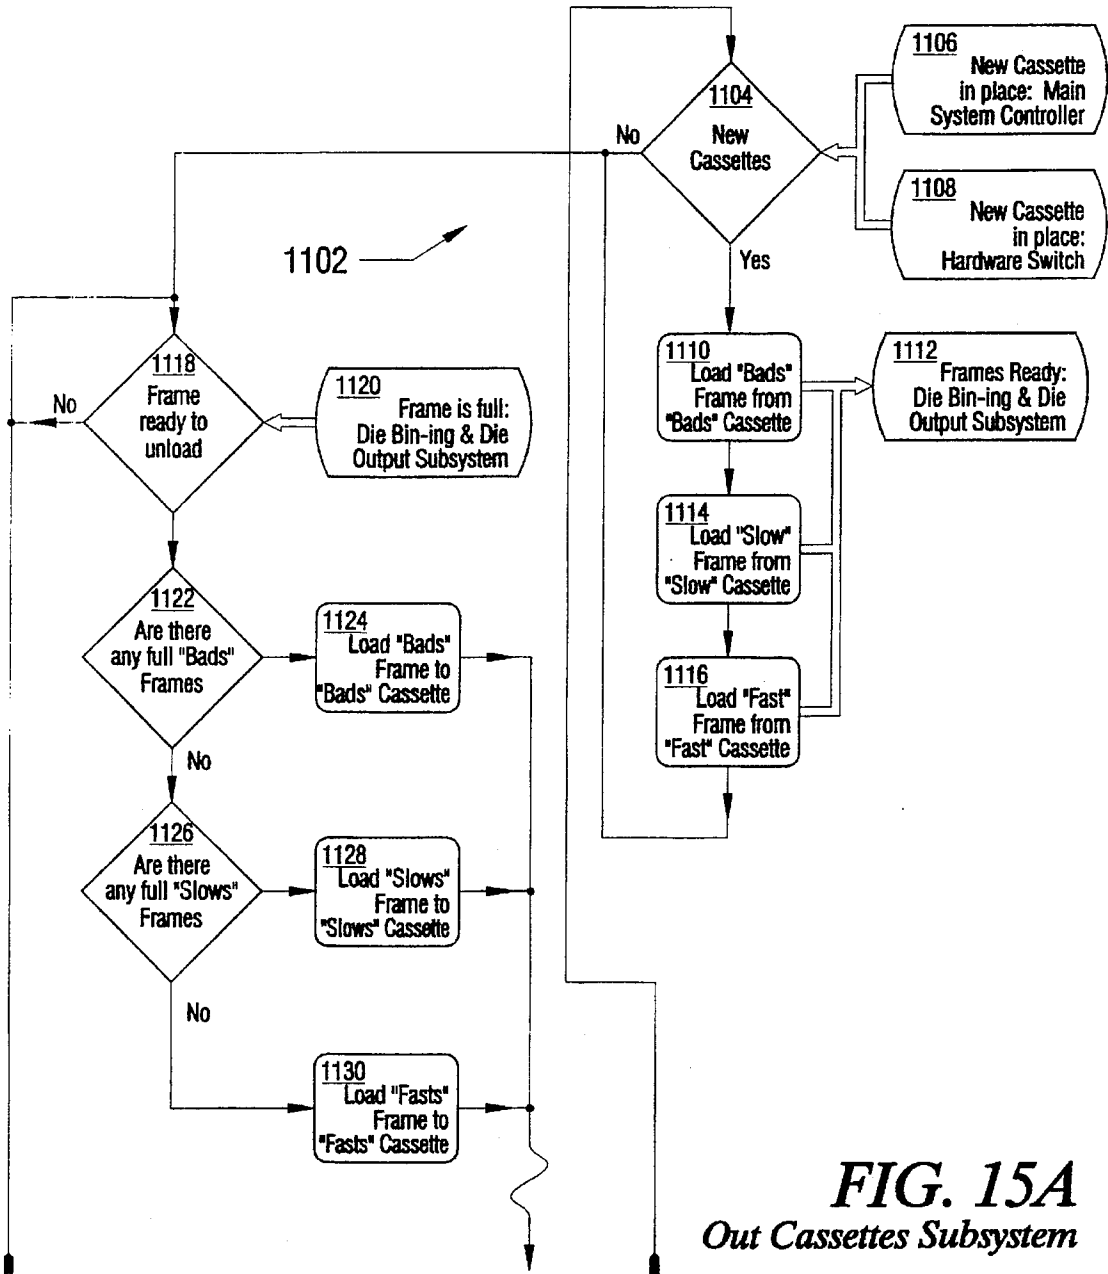 1104
New
Cassettes
No
Yes
1106
New Cassette
in place: Main
System Controller
1108
New Cassette
in place:
Hardware Switch
1102
1110
Load "Bads"
Frame from
"Bads" Cassette
1112
Frames Ready:
Die Bin-ing & Die
Output Subsystem
1114
Load "Slow"
Frame from
"Slow" Cassette
1116
Load "Fast"
Frame from
"Fast" Cassette
1118
Frame
ready to
unload
No
1120
Frame is full:
Die Bin-ing & Die
Output Subsystem
1122
Are there
any full "Bads"
Frames
No
1124
Load "Bads"
Frame to
"Bads" Cassette
1126
Are there
any full "Slows"
Frames
No
1128
Load "Slows"
Frame to
"Slows" Cassette
1130
Load "Fasts"
Frame to
"Fasts" Cassette
FIG. 15A
Out Cassettes Subsystem